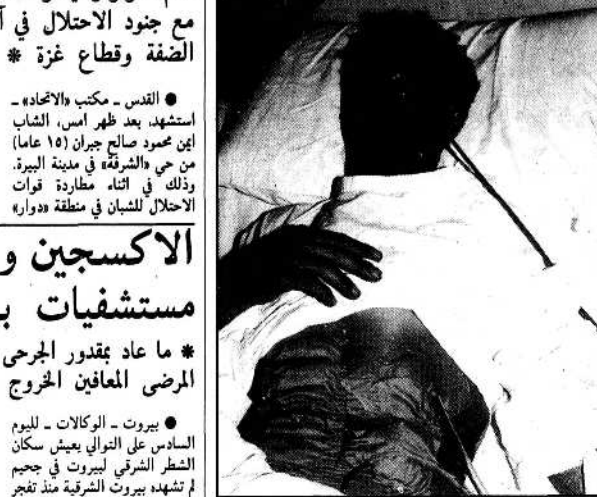 مع جنود الاحتلال في
الضفة وقطاع غزة *
● القدس ـ مكتب «الاتحاد» ـ
استشهد، بعد ظهر امس، الشاب
ايمن محمود صالح جبران (١٥ عاما)
من حي «الشرفة» في مدينة البيرة.
وذلك في اثناء مطاردة قوات
الاحتلال للشبان في منطقة «دوار»
الاكسجين و
مستشفيات ب
* ما عاد بمقدور الجرحى
المرضى المعافين الخروج
● بيروت ـ الوكالات ـ لليوم
السادس على التوالي يعيش سكان
الشطر الشرقي لبيروت في جحيم
لم تشهده بيروت الشرقية منذ تفجر